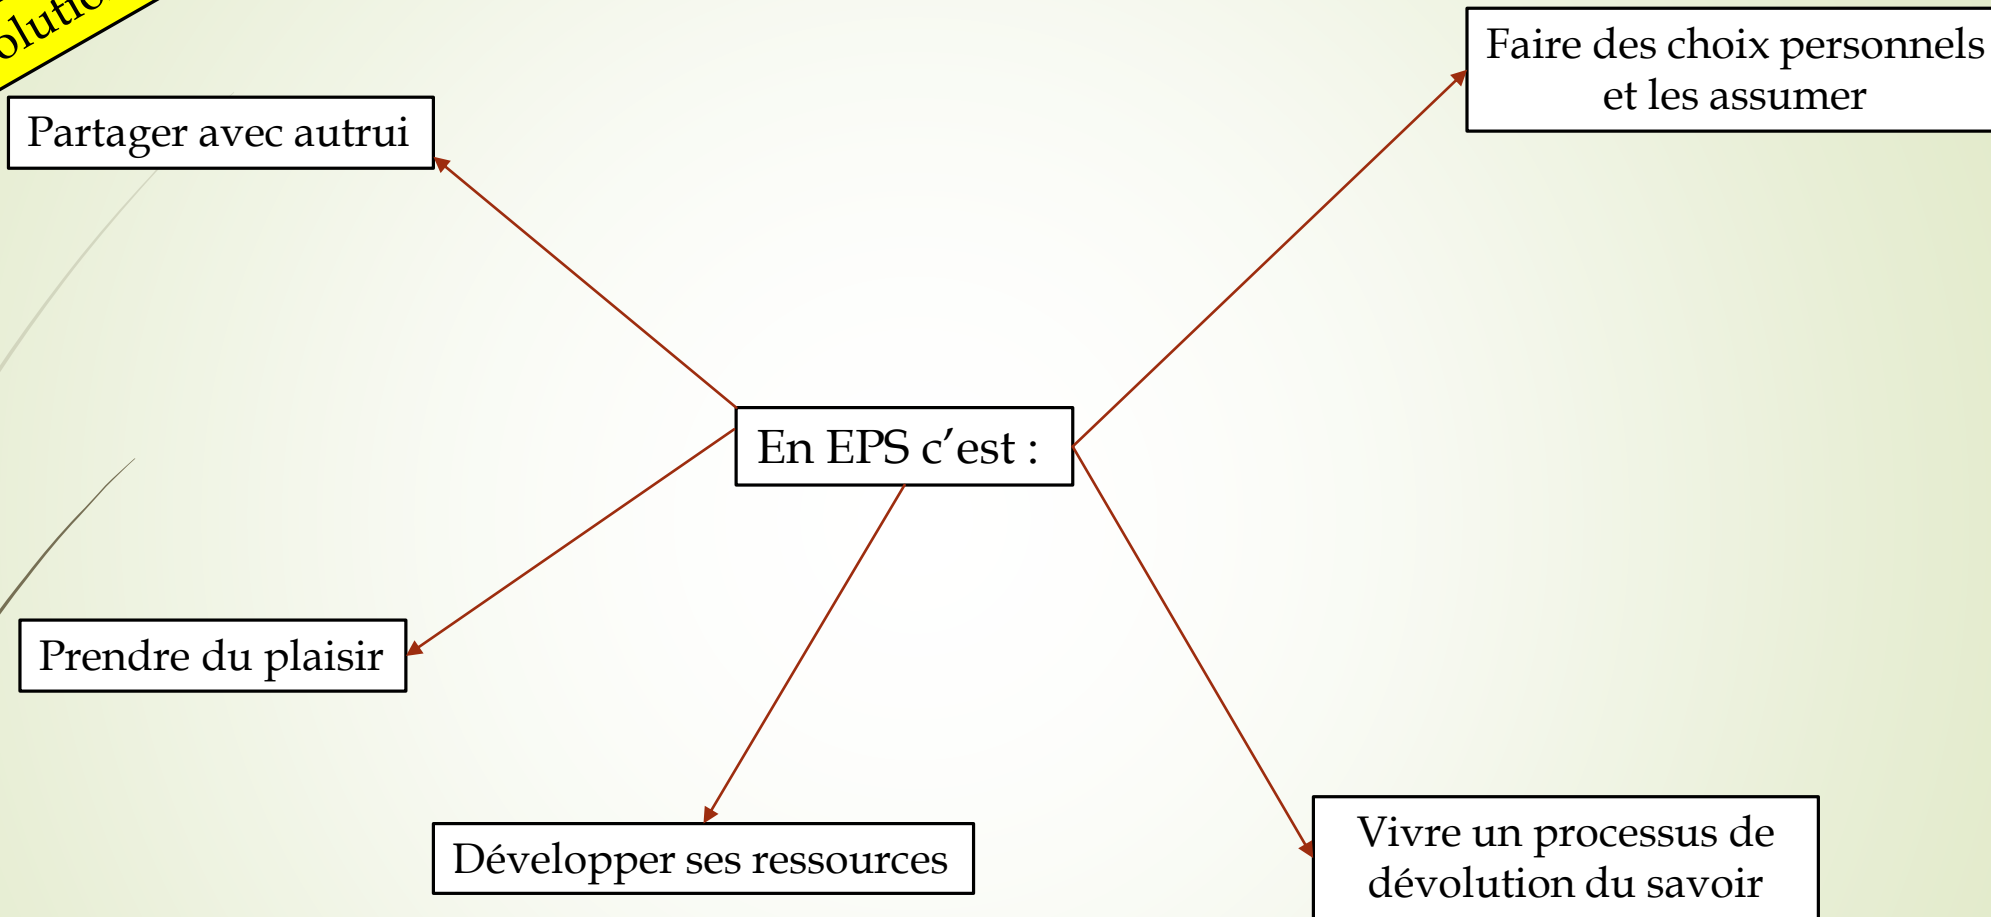 Faire des choix personnels
et les assumer
Partager avec autrui
En EPS c’est :
Prendre du plaisir
Développer ses ressources
Vivre un processus de
dévolution du savoir